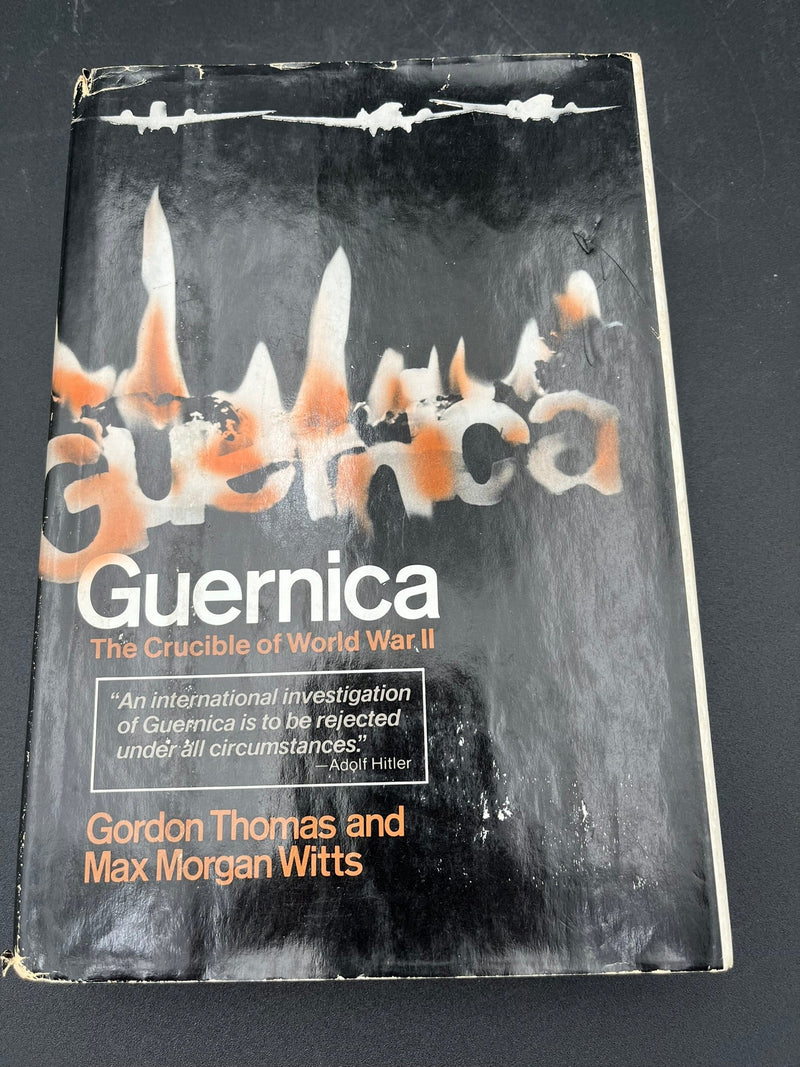 Guernica
Guernica
The Crucible of World War II
“An international investigation
of Guernica is to be rejected
under all circumstances.”
—Adolf Hitler
Gordon Thomas and
Max Morgan Witts